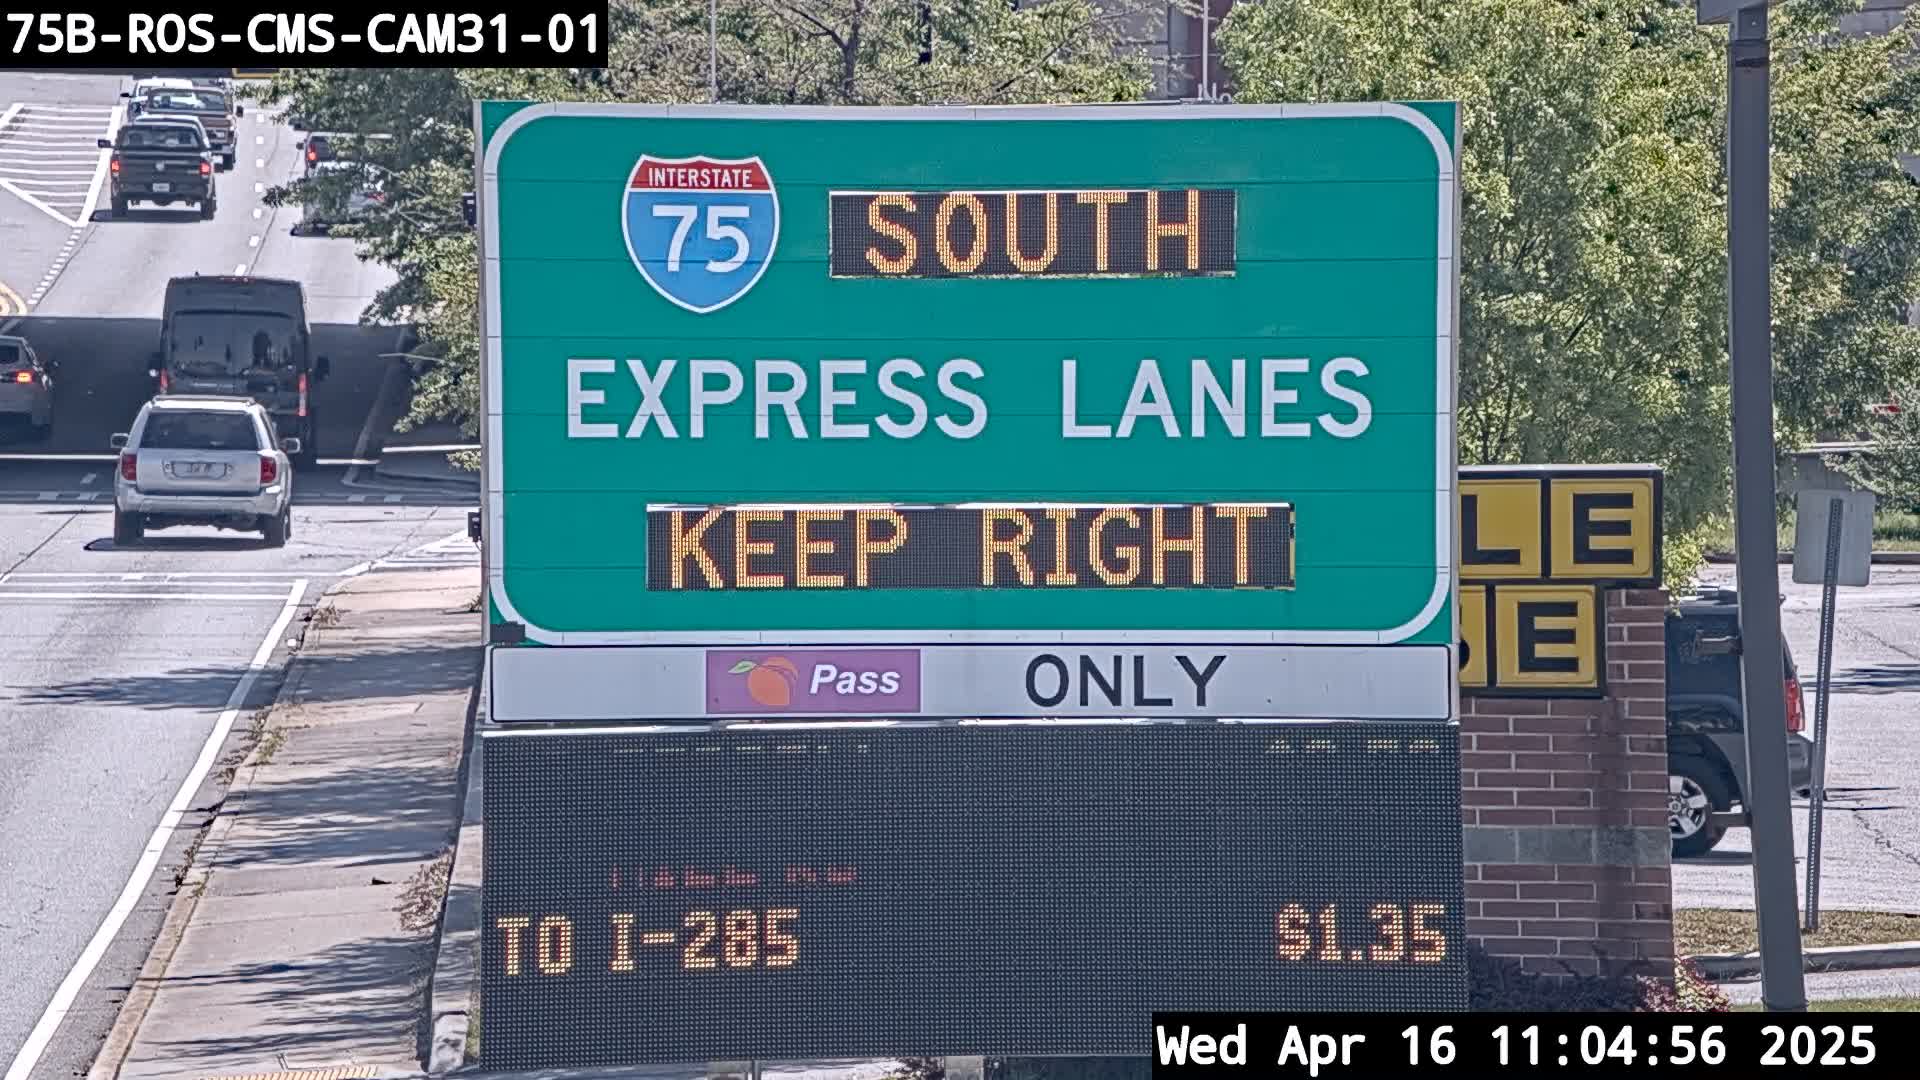 75B-ROS-CMS-CAM31-01
INTERSTATE
75
SOUTH
EXPRESS LANES
KEEP RIGHT
Pass ONLY
TO I-285 $1.35
LE
E
Wed Apr 16 11:04:56 2025